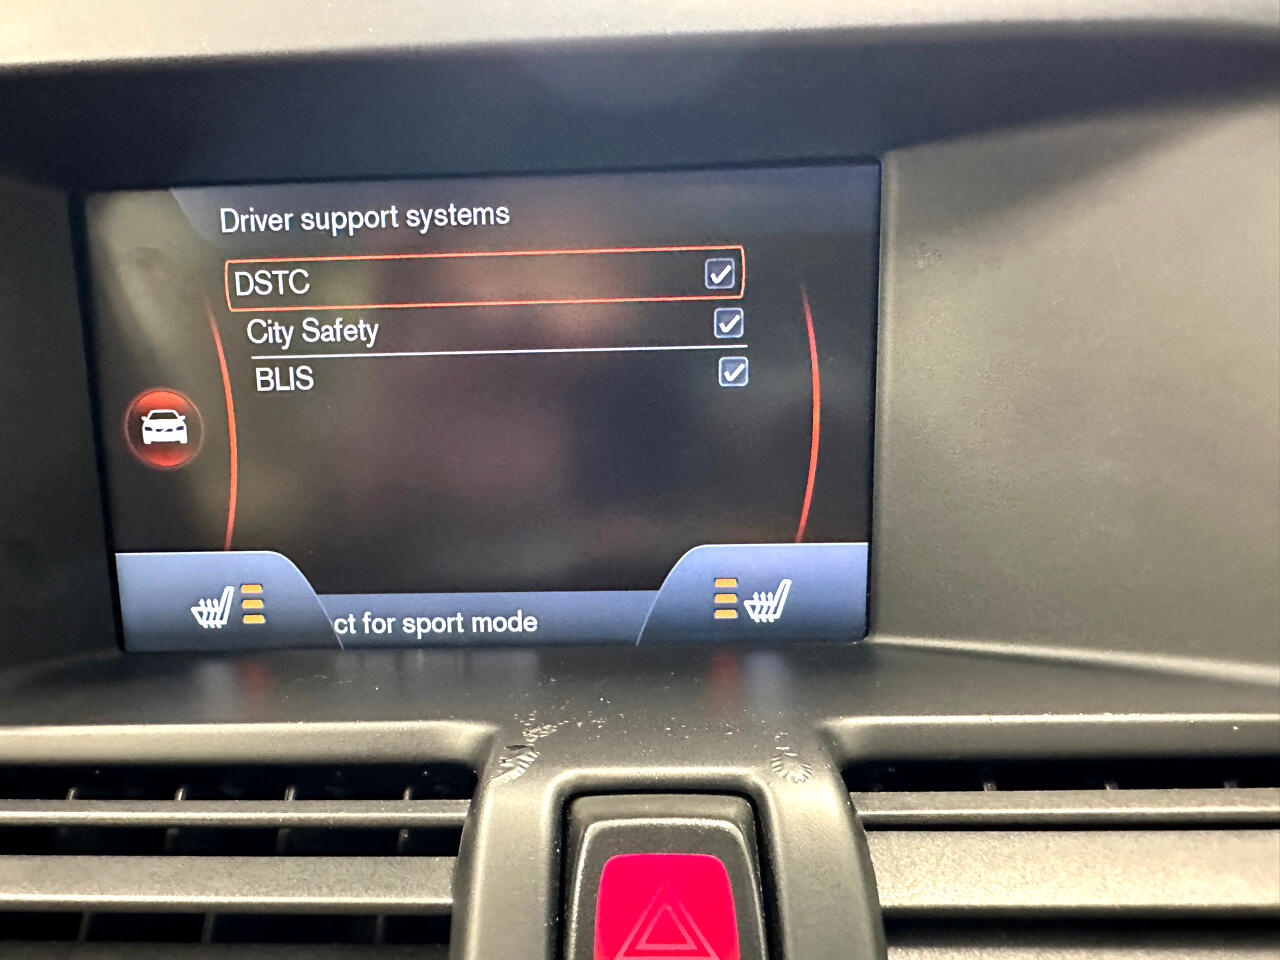 Driver support systems
DSTC
City Safety
BLIS
ct for sport mode